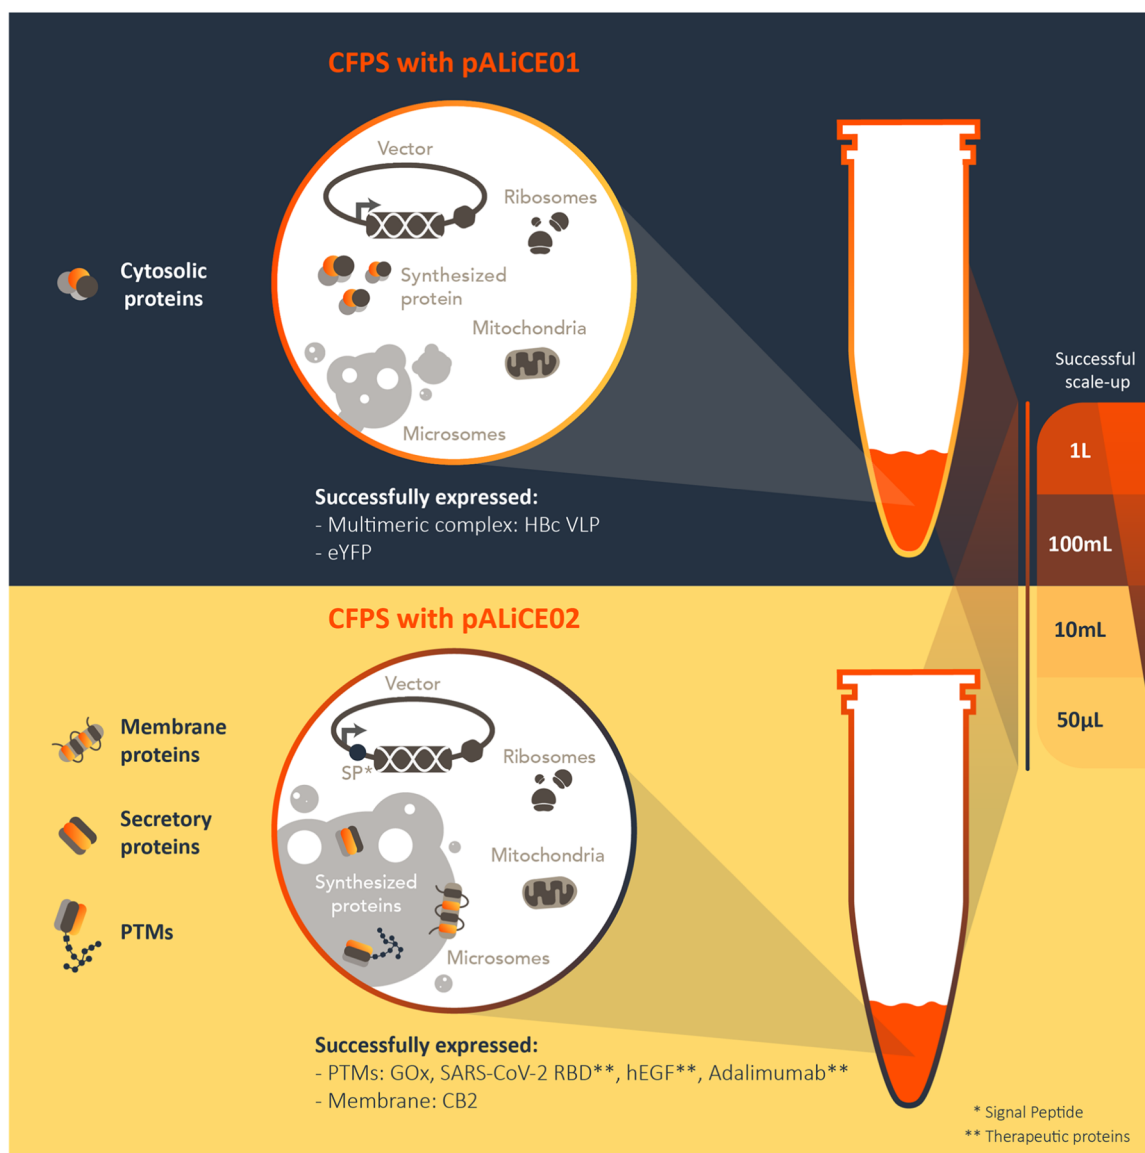 CFPS with pALiCE01
Vector
Ribosomes
Cytosolic
proteins
Synthesized
protein
Mitochondria
Microsomes
Successful
scale-up
1L
100mL
10mL
50µL
Successfully expressed:
- Multimeric complex: HBc VLP
- eYFP
CFPS with pALiCE02
Vector
SP*
Ribosomes
Membrane
proteins
Secretory
proteins
PTMs
Synthesized
proteins
Mitochondria
Microsomes
Successfully expressed:
- PTMs: GOx, SARS-CoV-2 RBD**, hEGF**, Adalimumab**
- Membrane: CB2
* Signal Peptide
** Therapeutic proteins